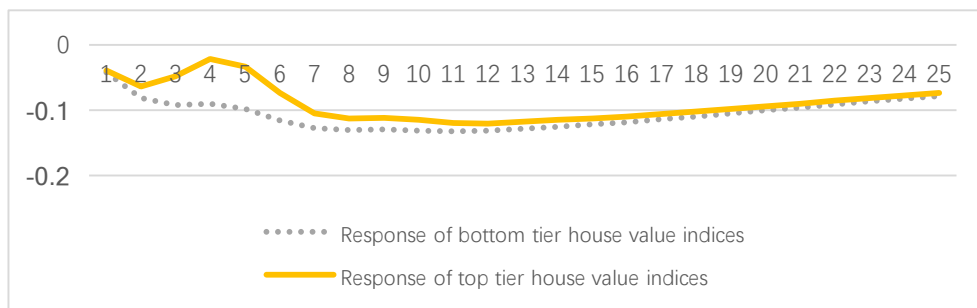 0
1 2 3 4 5 6 7 8 9 10 11 12 13 14 15 16 17 18 19 20 21 22 23 24 25
-0.1
-0.2
Response of bottom tier house value indices
Response of top tier house value indices